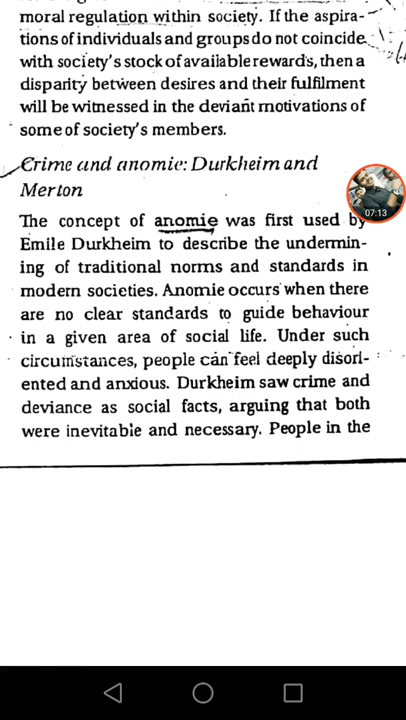 moral regulation within society. If the aspira-
tions of individuals and groups do not coincide
with society's stock of available rewards, then a
disparity between desires and their fulfilment
will be witnessed in the deviant motivations of
some of society's members.
Crime and anomie: Durkheim and
Merton
The concept of anomie was first used by
Emile Durkheim to describe the undermin-
ing of traditional norms and standards in
modern societies. Anomie occurs when there
are no clear standards to guide behaviour
in a given area of social life. Under such
circumstances, people can feel deeply disori-
ented and anxious. Durkheim saw crime and
deviance as social facts, arguing that both
were inevitable and necessary. People in the
07:13